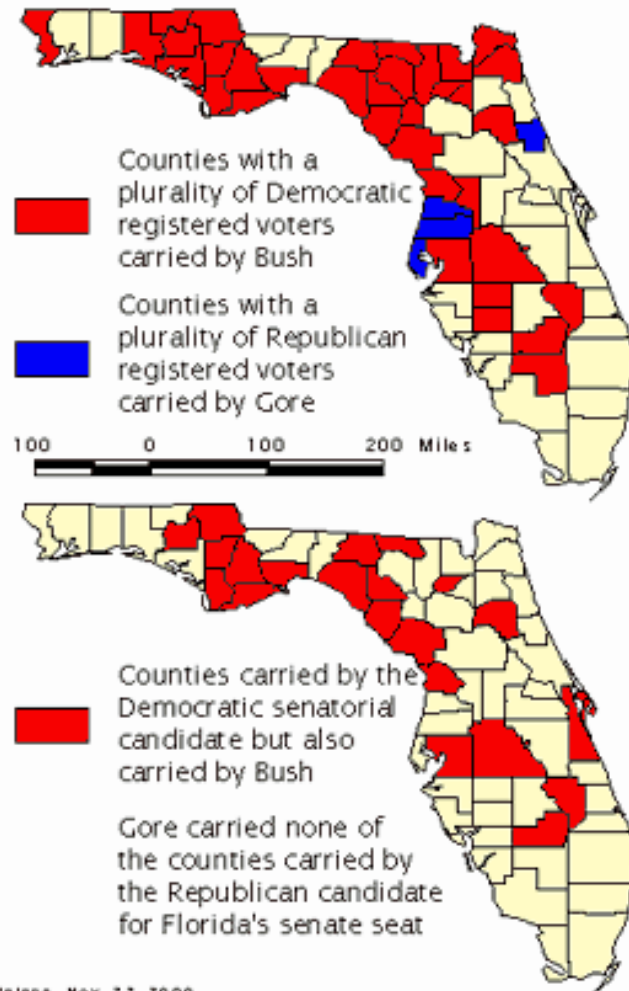 Counties with a
plurality of Democratic
registered voters
carried by Bush
Counties with a
plurality of Republican
registered voters
carried by Gore
100 0 100 200 Miles
Counties carried by the
Democratic senatorial
candidate but also
carried by Bush
Gore carried none of
the counties carried by
the Republican candidate
for Florida's senate seat